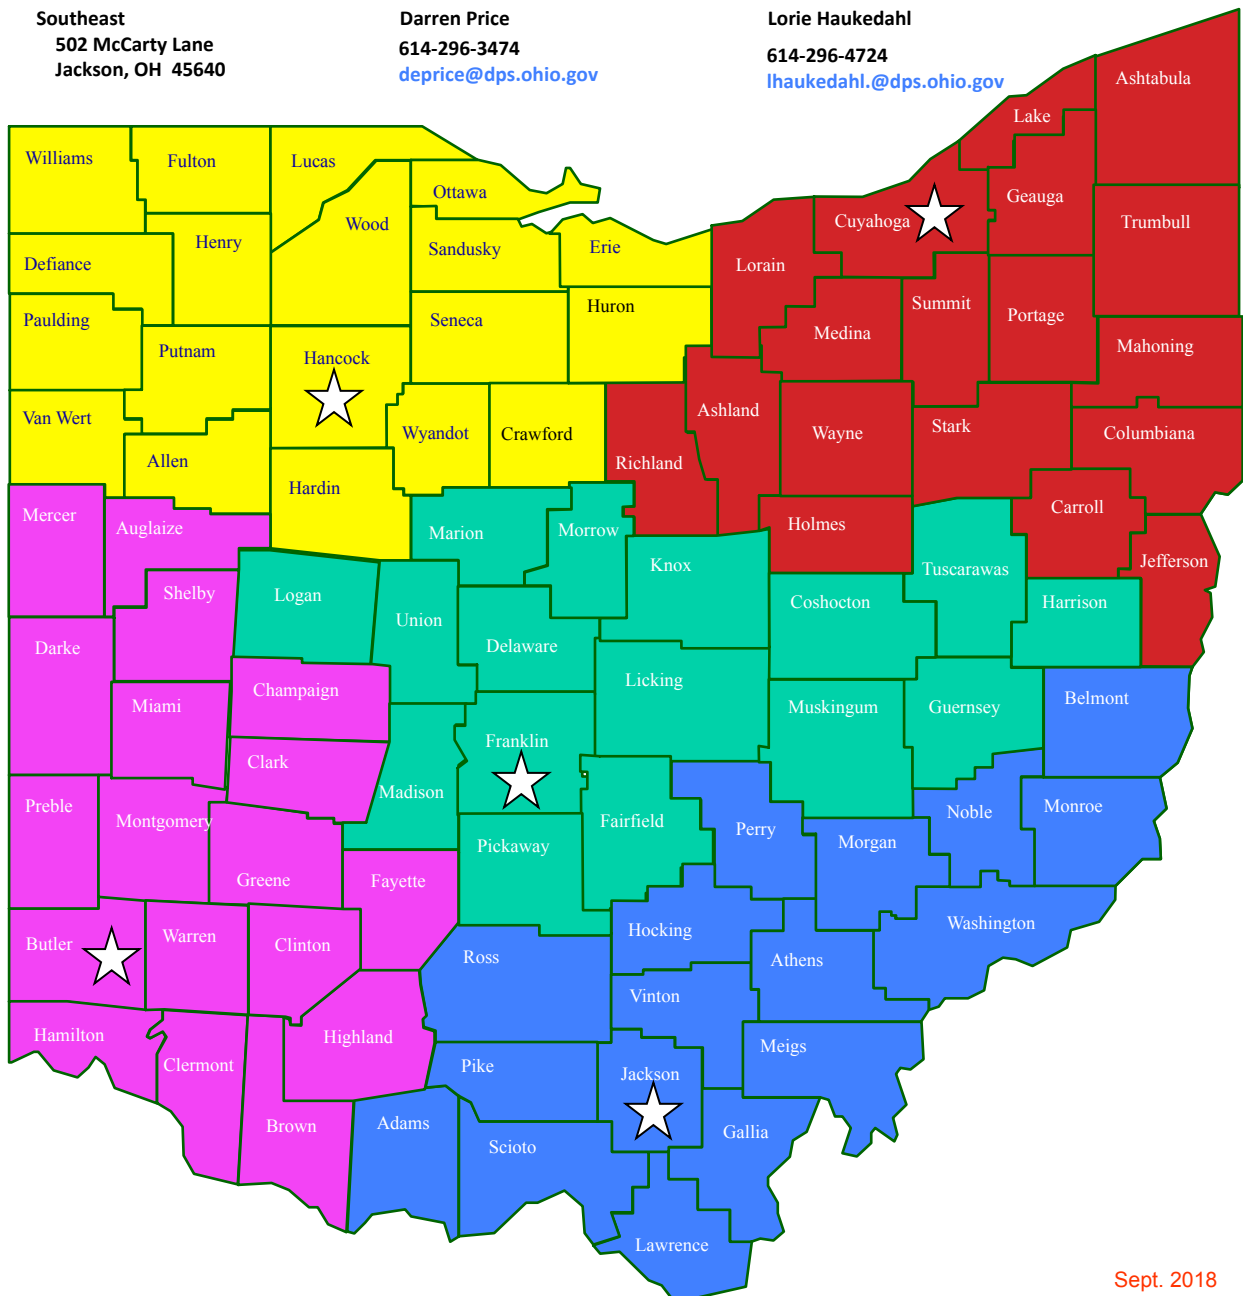 Southeast
502 McCarty Lane
Jackson, OH 45640
Darren Price
614-296-3474
deprice@dps.ohio.gov
Lorie Haukedahl
614-296-4724
lhaukedahl.@dps.ohio.gov
Ashtabula
Lake
Williams
Fulton
Lucas
Ottawa
Geauga
Wood
Cuyahoga
Trumbull
Henry
Sandusky
Erie
Defiance
Lorain
Paulding
Seneca
Huron
Summit
Portage
Medina
Putnam
Hancock
Mahoning
Van Wert
Ashland
Wyandot
Crawford
Wayne
Stark
Columbiana
Allen
Richland
Hardin
Mercer
Auglaize
Marion
Morrow
Holmes
Carroll
Knox
Tuscarawas
Jefferson
Shelby
Logan
Coshocton
Harrison
Union
Darke
Delaware
Licking
Champaign
Belmont
Miami
Muskingum
Guernsey
Franklin
Clark
Madison
Preble
Montgomery
Fairfield
Perry
Noble
Monroe
Morgan
Pickaway
Greene
Fayette
Washington
Butler
Warren
Clinton
Hocking
Ross
Athens
Vinton
Hamilton
Highland
Meigs
Clermont
Pike
Jackson
Brown
Adams
Gallia
Scioto
Lawrence
Sept. 2018